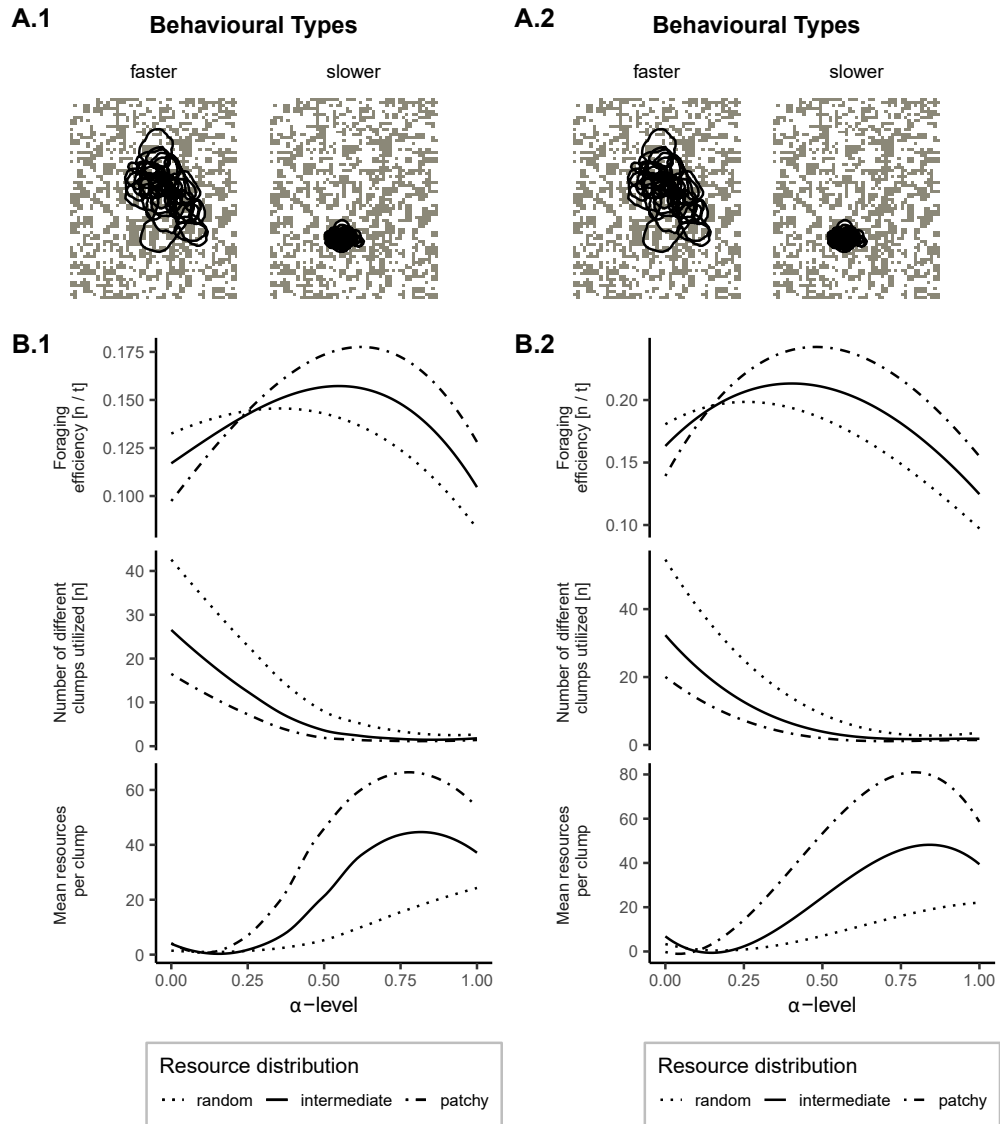 A.1
Behavioural Types
faster
slower
A.2
Behavioural Types
faster
slower
B.1
Foraging
efficiency [n / t]
0.175
0.150
0.125
0.100
Number of different
clumps utilized [n]
40
30
20
10
0
Mean resources
per clump
60
40
20
0
0.00 0.25 0.50 0.75 1.00
α−level
Resource distribution
random intermediate patchy
B.2
Foraging
efficiency [n / t]
0.20
0.15
0.10
Number of different
clumps utilized [n]
40
20
0
Mean resources
per clump
80
60
40
20
0
0.00 0.25 0.50 0.75 1.00
α−level
Resource distribution
random intermediate patchy